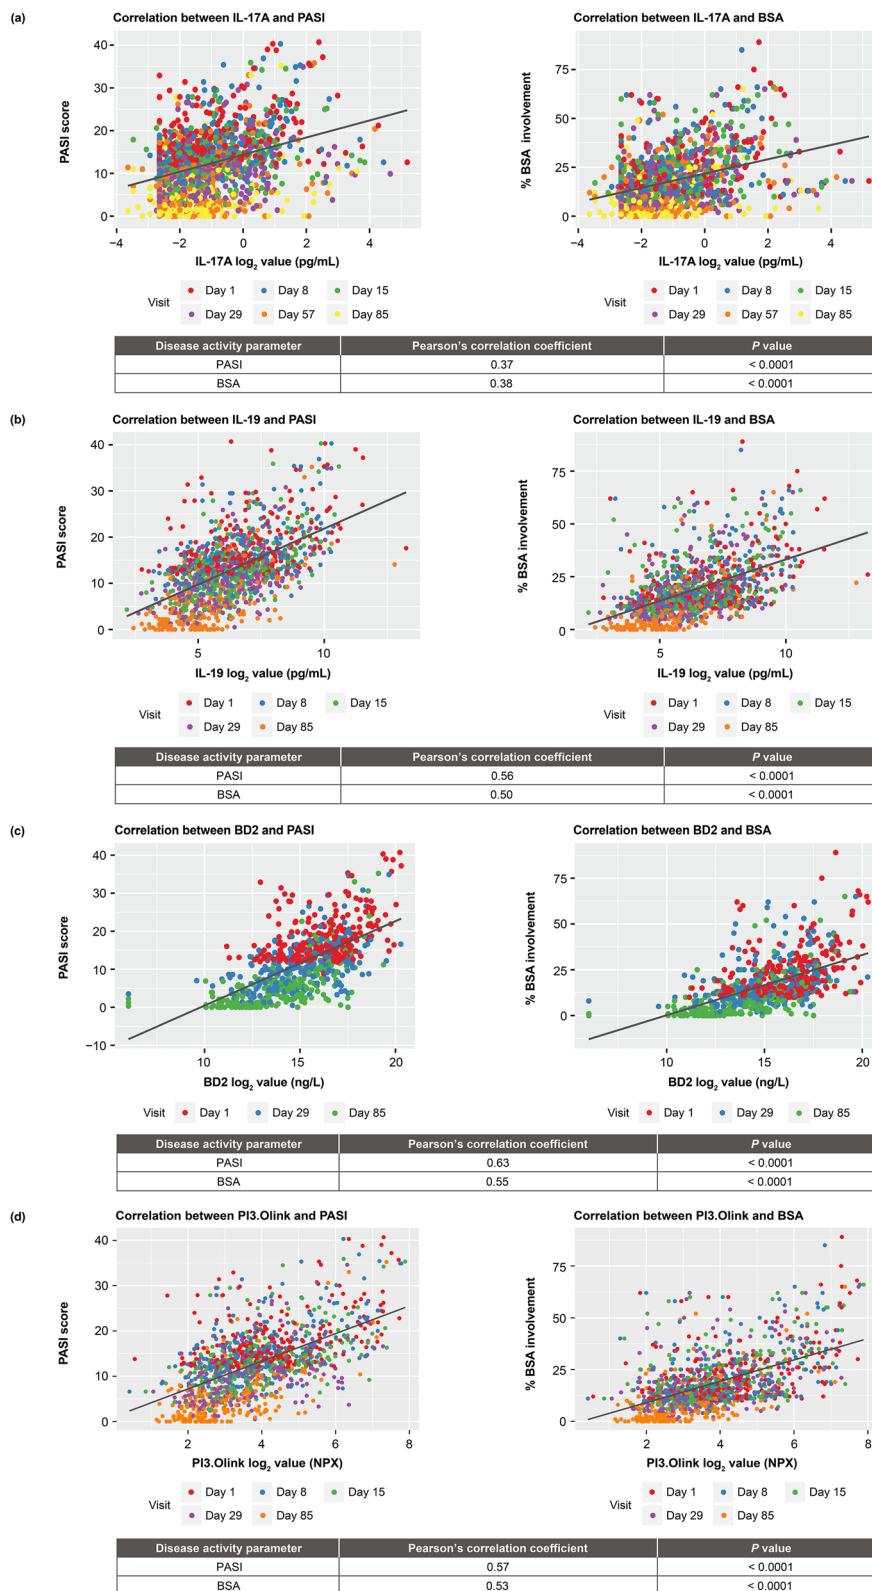 (a)
Correlation between IL-17A and PASI
Correlation between IL-17A and BSA
PASI score
40
30
20
10
0
−4
−2
0
2
4
IL-17A log2 value (pg/mL)
% BSA involvement
75
50
25
0
−4
−2
0
2
4
IL-17A log2 value (pg/mL)
Visit
Day 1
Day 8
Day 15
Day 29
Day 57
Day 85
Visit
Day 1
Day 8
Day 15
Day 29
Day 57
Day 85
Disease activity parameter Pearson's correlation coefficient P value
PASI 0.37 < 0.0001
BSA 0.38 < 0.0001
(b)
Correlation between IL-19 and PASI
Correlation between IL-19 and BSA
PASI score
40
30
20
10
0
5
10
IL-19 log2 value (pg/mL)
% BSA involvement
75
50
25
0
5
10
IL-19 log2 value (pg/mL)
Visit
Day 1
Day 8
Day 15
Day 29
Day 85
Visit
Day 1
Day 8
Day 15
Day 29
Day 85
Disease activity parameter Pearson's correlation coefficient P value
PASI 0.56 < 0.0001
BSA 0.50 < 0.0001
(c)
Correlation between BD2 and PASI
Correlation between BD2 and BSA
PASI score
40
30
20
10
0
−10
10
15
20
BD2 log2 value (ng/L)
% BSA involvement
75
50
25
0
10
15
20
BD2 log2 value (ng/L)
Visit Day 1 Day 29 Day 85
Visit Day 1 Day 29 Day 85
Disease activity parameter Pearson's correlation coefficient P value
PASI 0.63 < 0.0001
BSA 0.55 < 0.0001
(d)
Correlation between PI3.Olink and PASI
Correlation between PI3.Olink and BSA
PASI score
40
30
20
10
0
2
4
6
8
PI3.Olink log2 value (NPX)
% BSA involvement
75
50
25
0
2
4
6
8
PI3.Olink log2 value (NPX)
Visit
Day 1
Day 8
Day 15
Day 29
Day 85
Visit
Day 1
Day 8
Day 15
Day 29
Day 85
Disease activity parameter Pearson's correlation coefficient P value
PASI 0.57 < 0.0001
BSA 0.53 < 0.0001